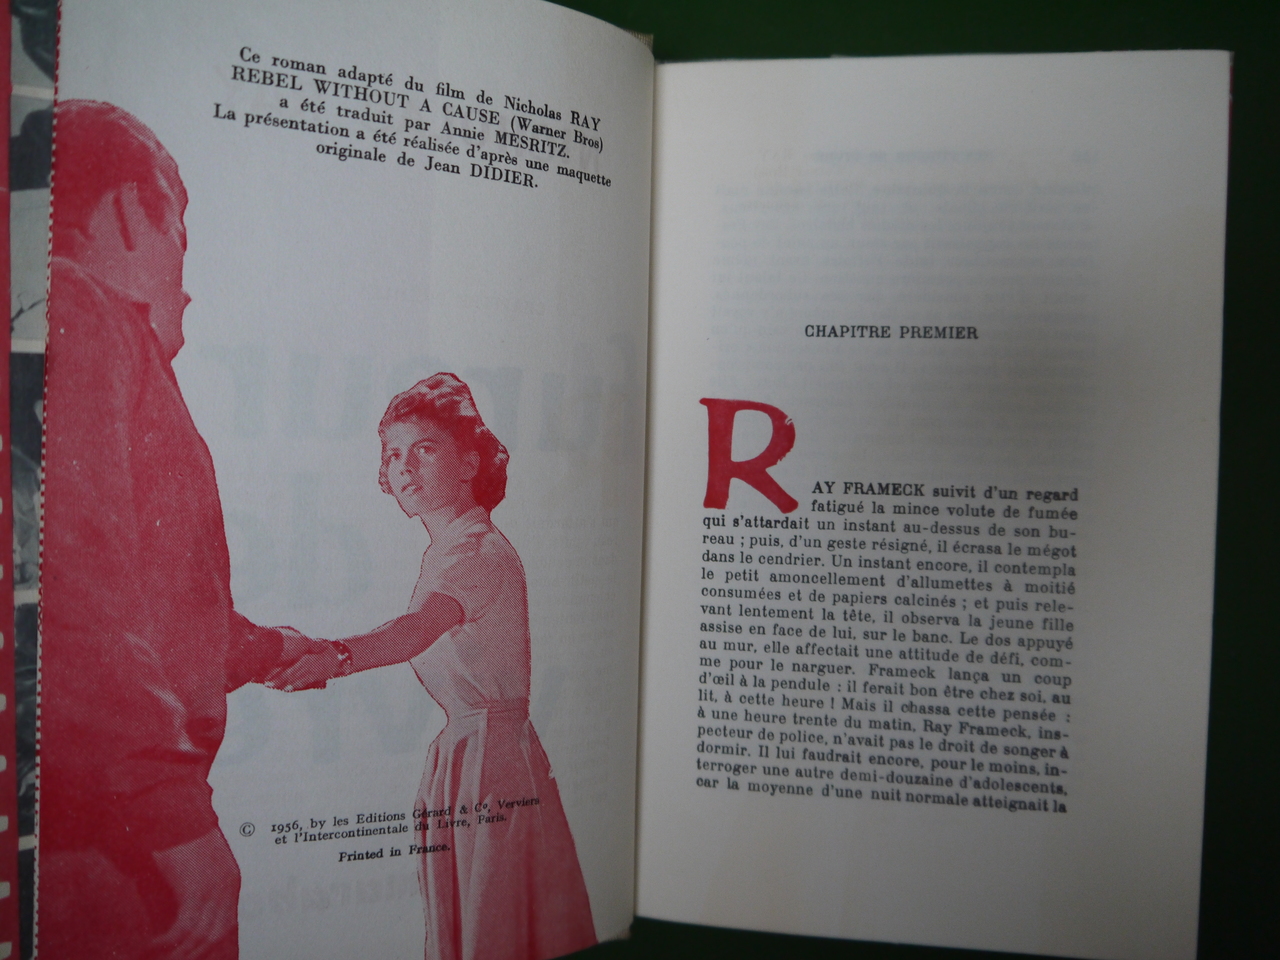 Ce roman adapté du film de Nicholas RAY
REBEL WITHOUT A CAUSE (Warner Bros)
a été traduit par Annie MESRITZ.
La présentation a été réalisée d'après une maquette
originale de Jean DIDIER.
© 1956, by les Editions Gérard & C°, Verviers
et l'Intercontinentale du Livre, Paris.
Printed in France.
CHAPITRE PREMIER
RAY FRAMECK suivit d'un regard
fatigué la mince volute de fumée
qui s'attardait un instant au-dessus de son bu-
reau ; puis, d'un geste résigné, il écrasa le mégot
dans le cendrier. Un instant encore, il contempla
le petit amoncellement d'allumettes à moitié
consumées et de papiers calcinés ; et puis rele-
vant lentement la tête, il observa la jeune fille
assise en face de lui, sur le banc. Le dos appuyé
au mur, elle affectait une attitude de défi, com-
me pour le narguer. Frameck lança un coup
d'œil à la pendule : il ferait bon être chez soi, au
lit, à cette heure ! Mais il chassa cette pensée :
à une heure trente du matin, Ray Frameck, ins-
pecteur de police, n'avait pas le droit de songer à
dormir. Il lui faudrait encore, pour le moins, in-
terroger une autre demi-douzaine d'adolescents,
car la moyenne d'une nuit normale atteignait la